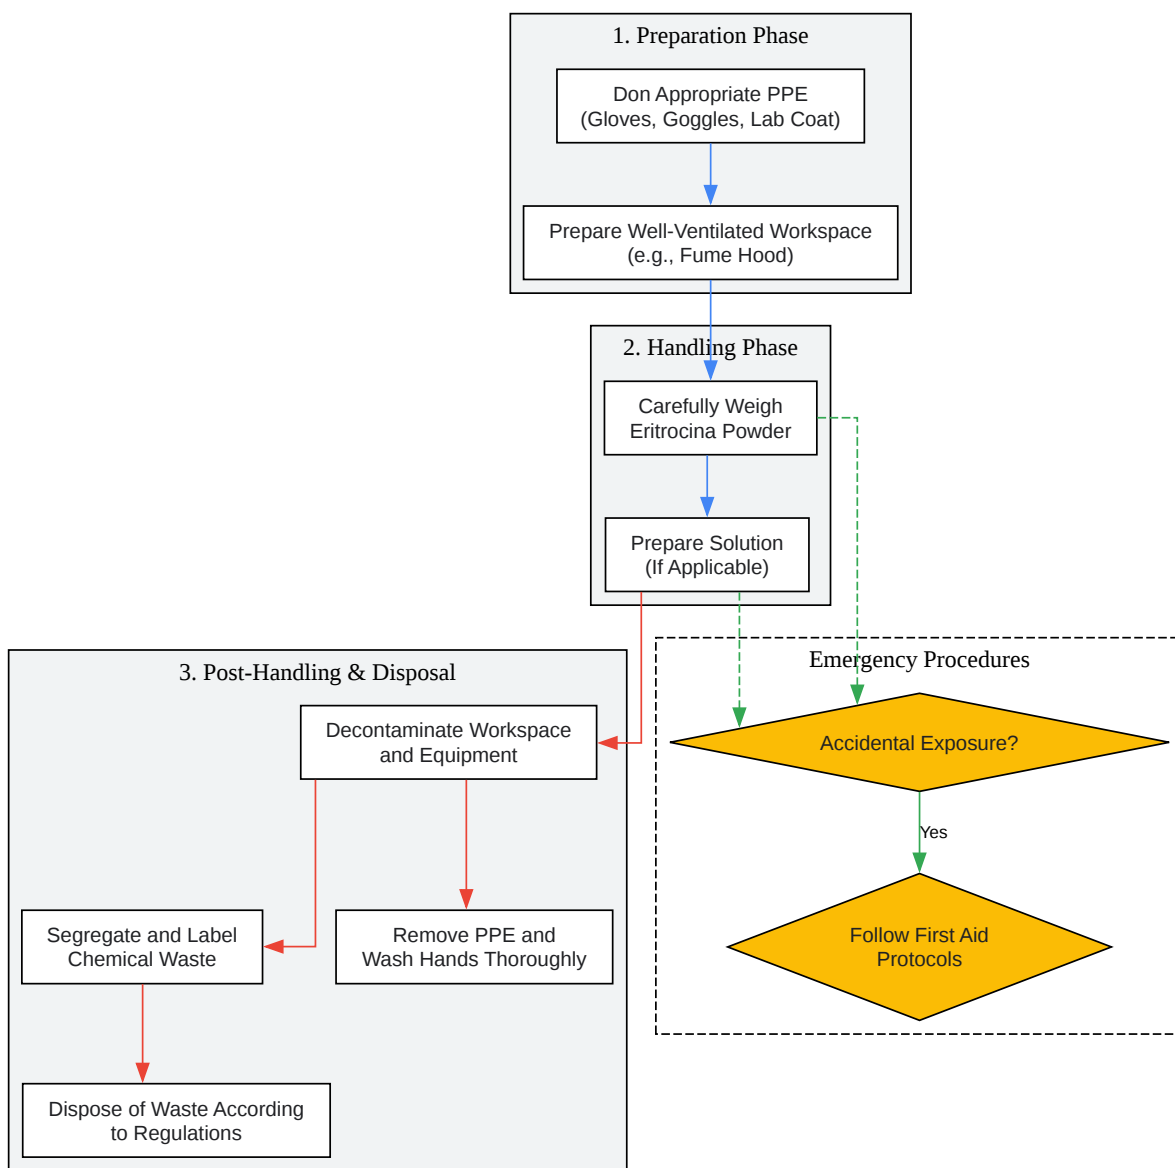 1. Preparation Phase
Don Appropriate PPE
(Gloves, Goggles, Lab Coat)
Prepare Well-Ventilated Workspace
(e.g., Fume Hood)
2. Handling Phase
Carefully Weigh
Eritrocina Powder
Prepare Solution
(If Applicable)
3. Post-Handling & Disposal
Decontaminate Workspace
and Equipment
Segregate and Label
Chemical Waste
Remove PPE and
Wash Hands Thoroughly
Dispose of Waste According
to Regulations
Emergency Procedures
Accidental Exposure?
Yes
Follow First Aid
Protocols